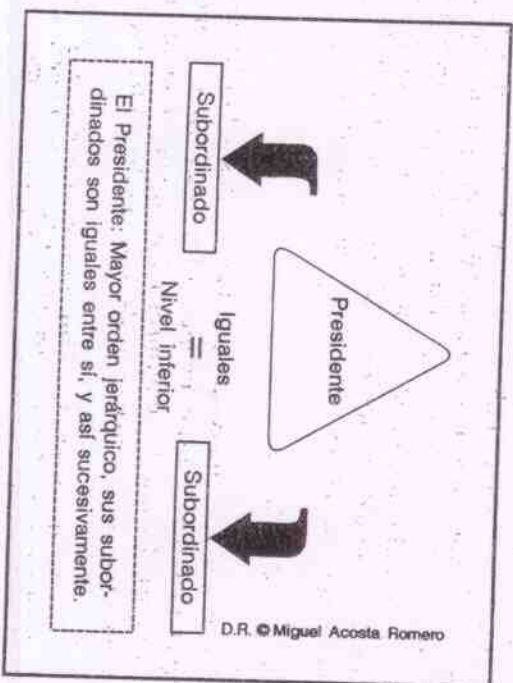 Presidente
Subordinado
Iguales
=
Nivel inferior
Subordinado
El Presidente: Mayor orden jerárquico, sus subor-
dinados son iguales entre sí, y así sucesivamente.
D.R. © Miguel Acosta Romero